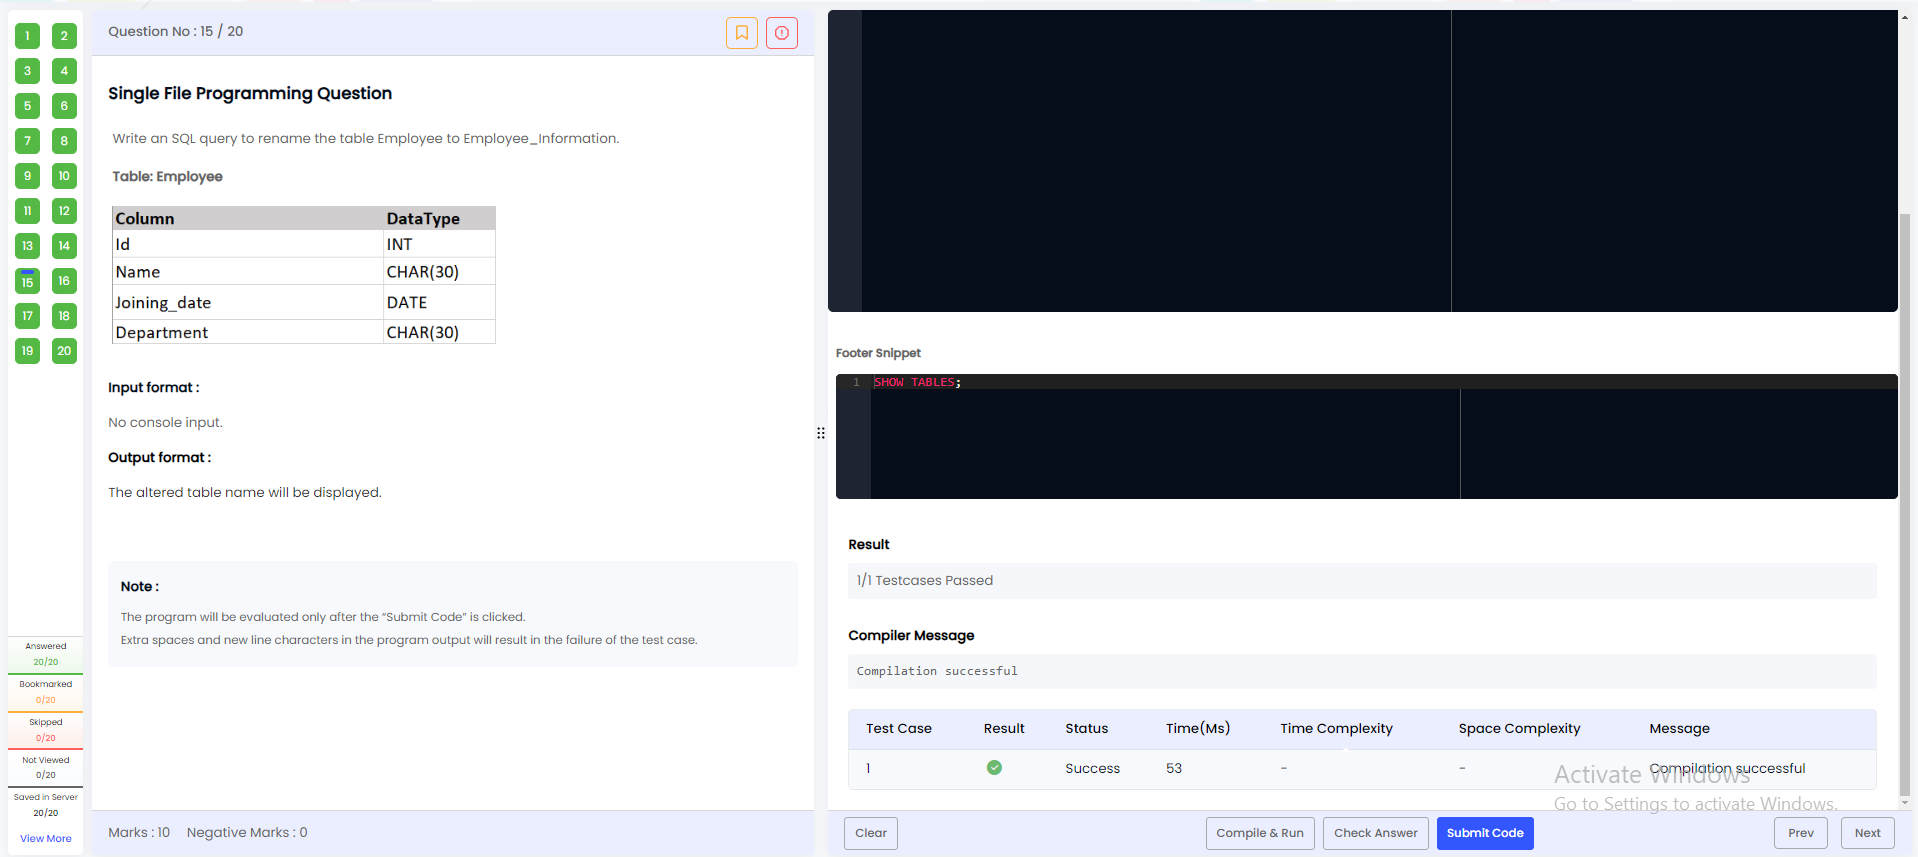 1 2
3 4
5 6
7 8
9 10
11 12
13 14
15 16
17 18
19 20
Answered
20/20
Bookmarked
0/20
Skipped
0/20
Not Viewed
0/20
Saved in Server
20/20
View More
Question No : 15 / 20
Single File Programming Question
Write an SQL query to rename the table Employee to Employee_Information.
Table: Employee
Column DataType
Id INT
Name CHAR(30)
Joining_date DATE
Department CHAR(30)
Input format :
No console input.
Output format :
The altered table name will be displayed.
Note :
The program will be evaluated only after the “Submit Code” is clicked.
Extra spaces and new line characters in the program output will result in the failure of the test case.
Marks : 10 Negative Marks : 0
Footer Snippet
1 SHOW TABLES;
Result
1/1 Testcases Passed
Compiler Message
Compilation successful
Test Case Result Status Time(Ms) Time Complexity Space Complexity Message
1 Success 53 - - Compilation successful
Activate Windows
Go to Settings to activate Windows.
Clear Compile & Run Check Answer Submit Code Prev Next